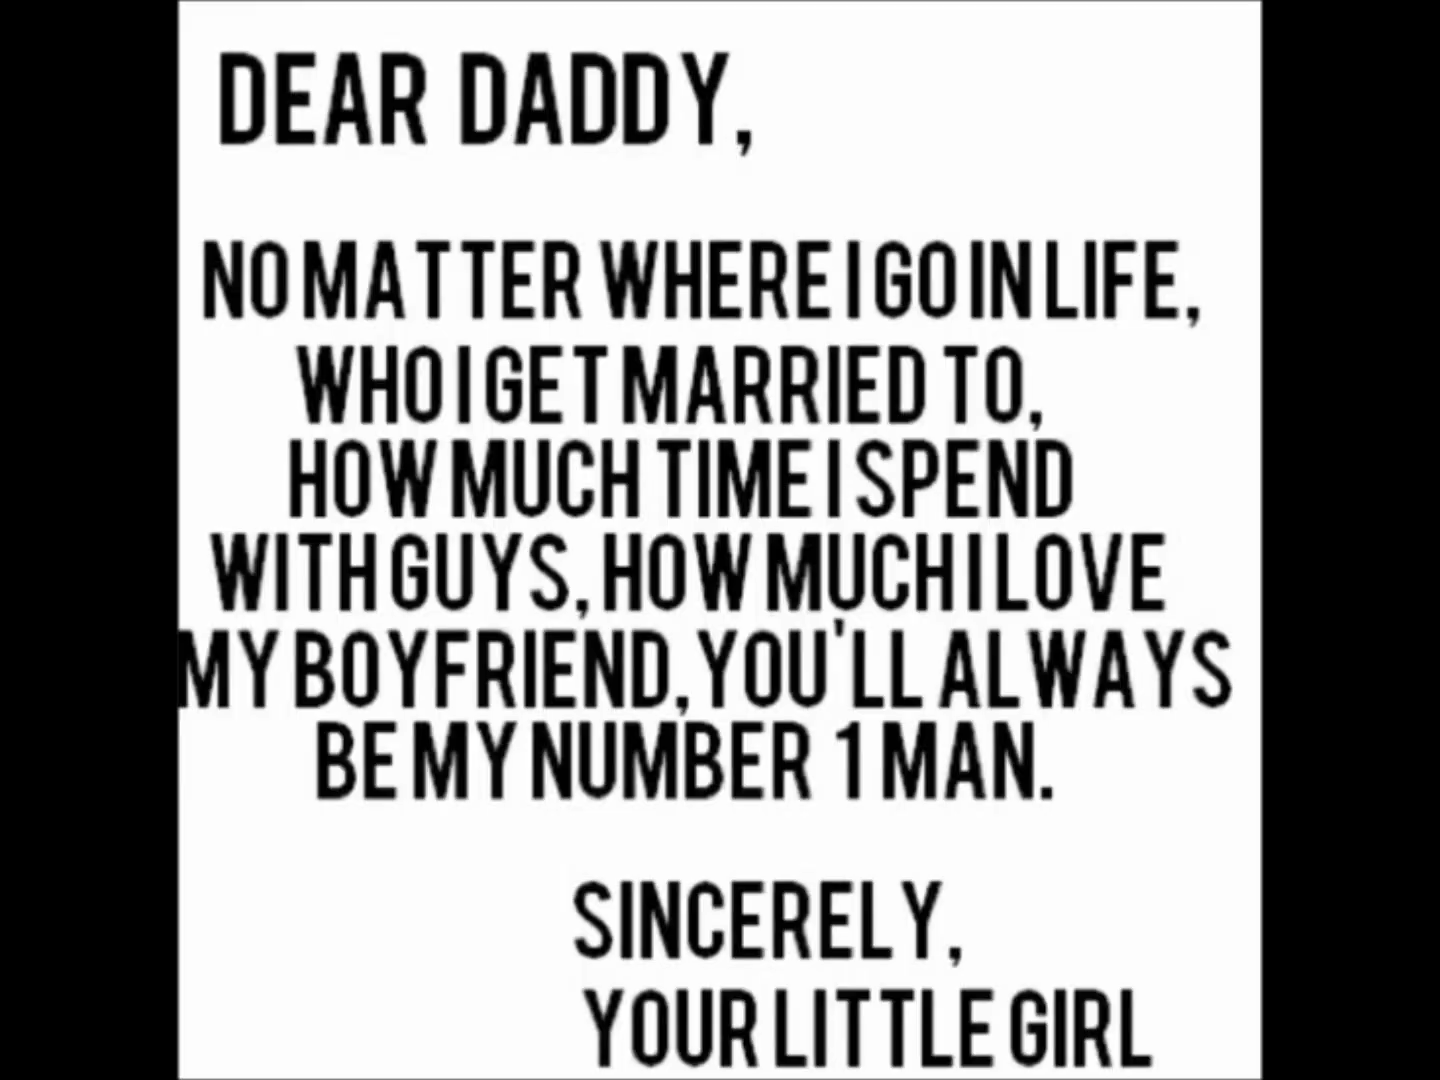 DEAR DADDY,
NO MATTER WHERE I GO IN LIFE,
WHO I GET MARRIED TO,
HOW MUCH TIME I SPEND
WITH GUYS, HOW MUCH I LOVE
MY BOYFRIEND, YOU'LL ALWAYS
BE MY NUMBER 1 MAN.
SINCERELY,
YOUR LITTLE GIRL